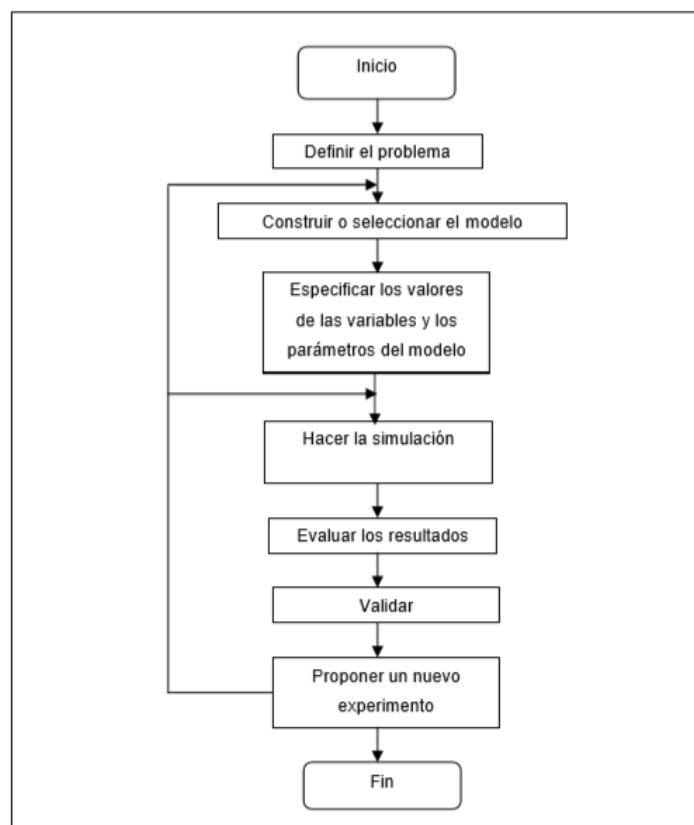 Inicio
Definir el problema
Construir o seleccionar el modelo
Especificar los valores
de las variables y los
parámetros del modelo
Hacer la simulación
Evaluar los resultados
Validar
Proponer un nuevo
experimento
Fin